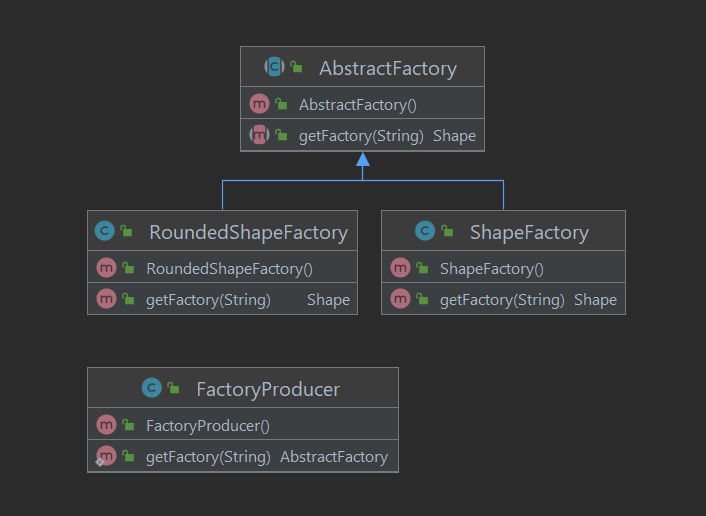 AbstractFactory
AbstractFactory()
getFactory(String) Shape
RoundedShapeFactory
RoundedShapeFactory()
getFactory(String) Shape
ShapeFactory
ShapeFactory()
getFactory(String) Shape
FactoryProducer
FactoryProducer()
getFactory(String) AbstractFactory